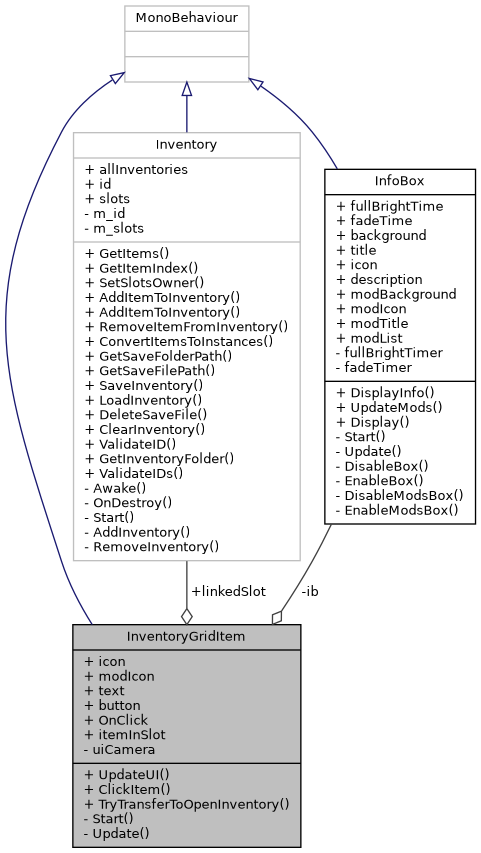 MonoBehaviour
Inventory
+ allInventories
+ id
+ slots
- m_id
- m_slots
+ GetItems()
+ GetItemIndex()
+ SetSlotsOwner()
+ AddItemToInventory()
+ AddItemToInventory()
+ RemoveItemFromInventory()
+ ConvertItemsToInstances()
+ GetSaveFolderPath()
+ GetSaveFilePath()
+ SaveInventory()
+ LoadInventory()
+ DeleteSaveFile()
+ ClearInventory()
+ ValidateID()
+ GetInventoryFolder()
+ ValidateIDs()
- Awake()
- OnDestroy()
- Start()
- AddInventory()
- RemoveInventory()
InfoBox
+ fullBrightTime
+ fadeTime
+ background
+ title
+ icon
+ description
+ modBackground
+ modIcon
+ modTitle
+ modList
- fullBrightTimer
- fadeTimer
+ DisplayInfo()
+ UpdateMods()
+ Display()
- Start()
- Update()
- DisableBox()
- EnableBox()
- DisableModsBox()
- EnableModsBox()
+linkedSlot
-ib
InventoryGridItem
+ icon
+ modIcon
+ text
+ button
+ OnClick
+ itemInSlot
- uiCamera
+ UpdateUI()
+ ClickItem()
+ TryTransferToOpenInventory()
- Start()
- Update()